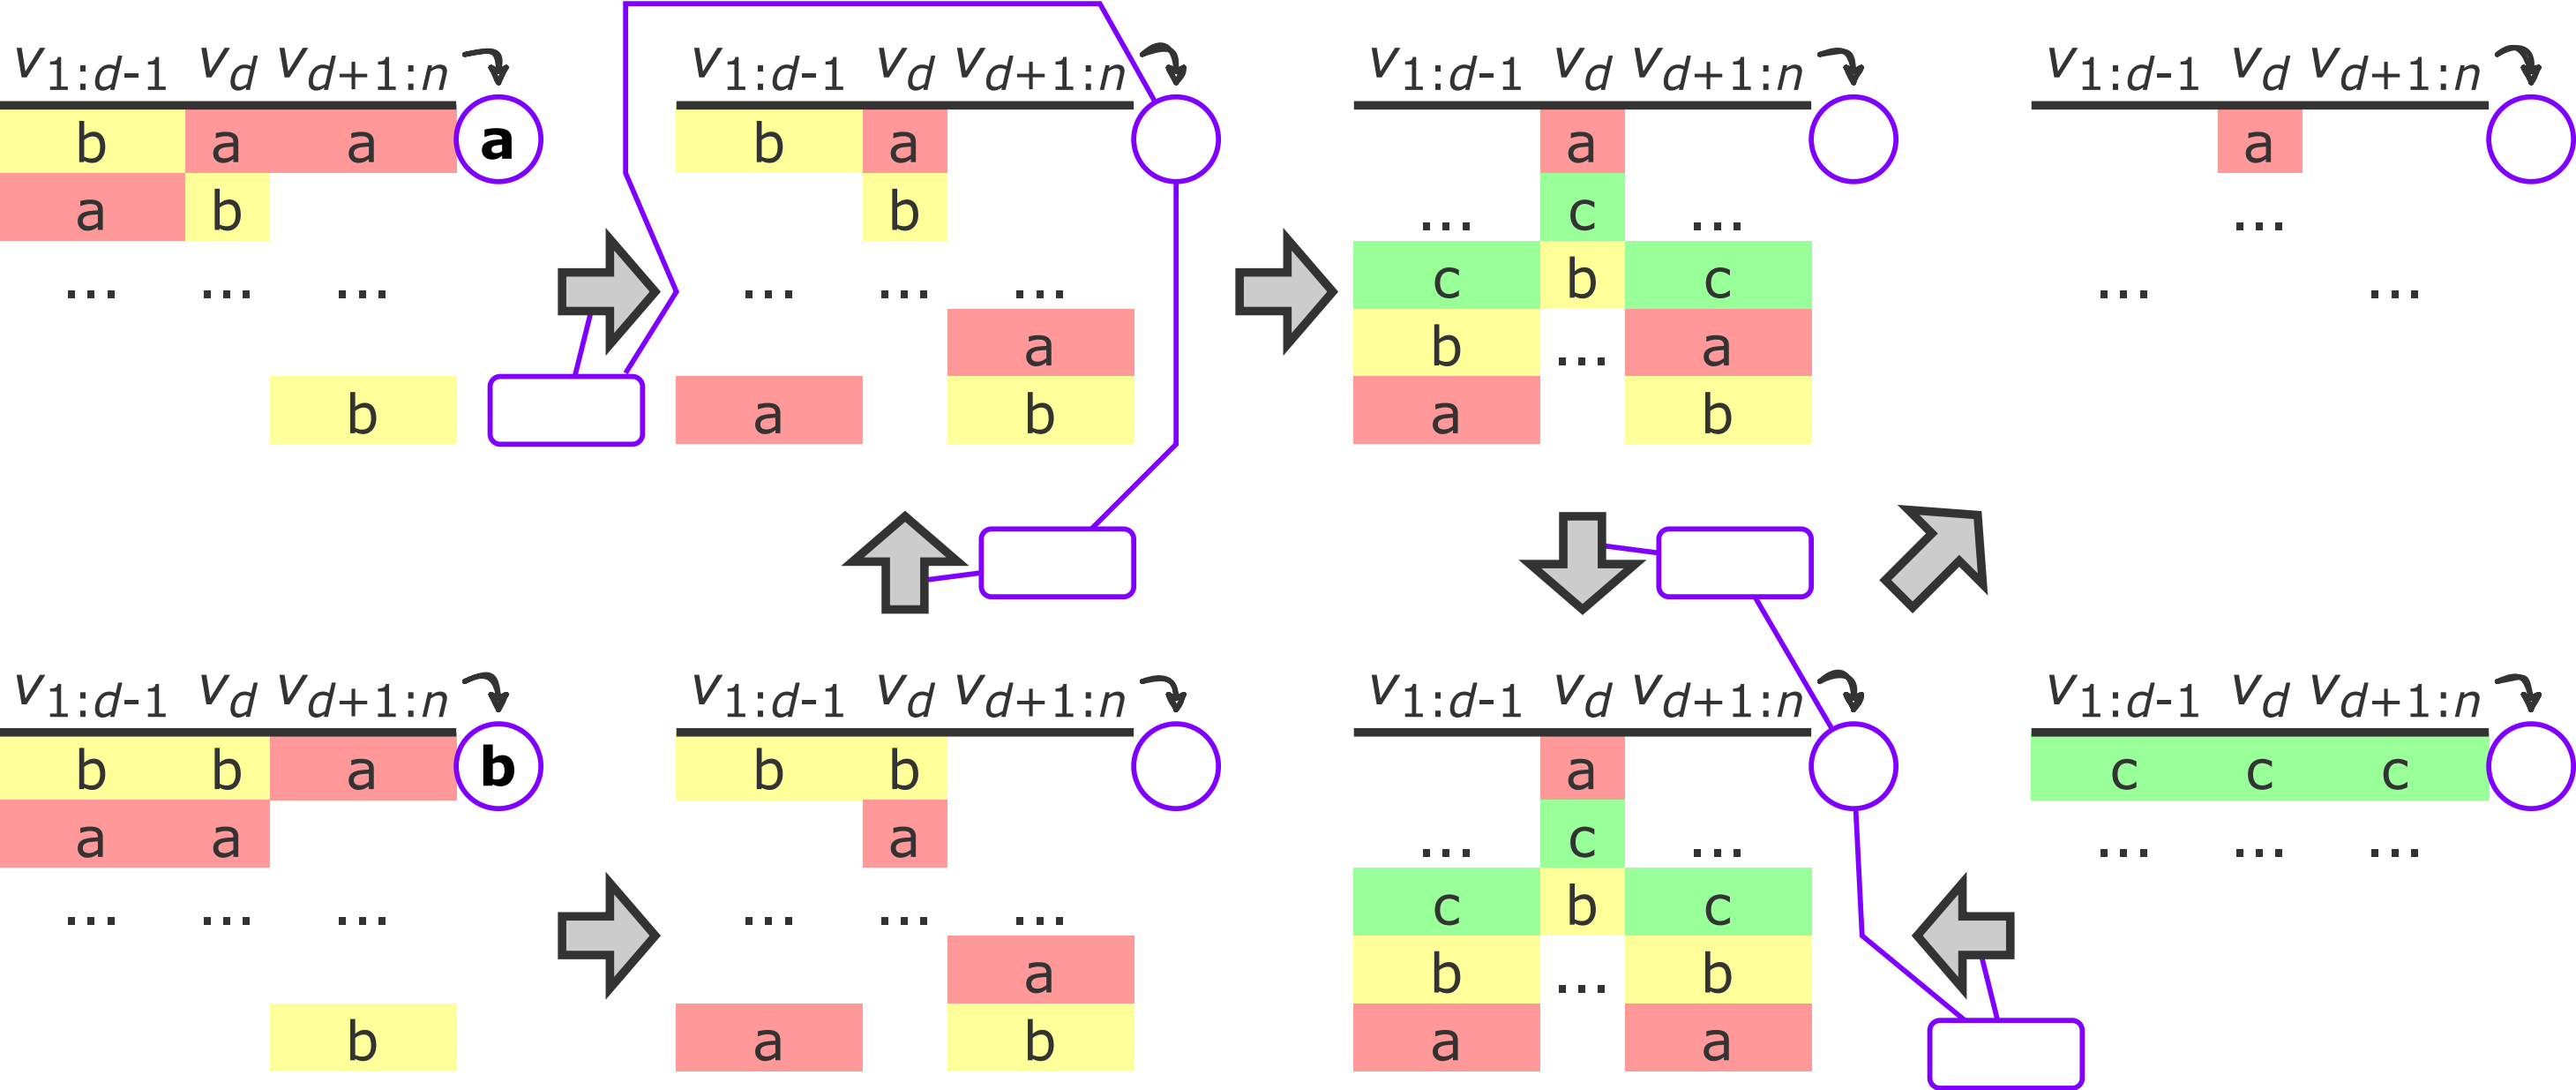 v1:d-1 vd vd+1:n v1:d-1 vd vd+1:n v1:d-1 vd vd+1:n v1:d-1 vd vd+1:n
b a a a b a a a
a b b ... c ... ...
... ... ... ... ... ... c b c ... ...
a b ... a
b a b a b
v1:d-1 vd vd+1:n v1:d-1 vd vd+1:n v1:d-1 vd vd+1:n v1:d-1 vd vd+1:n
b b a b b b a c c c
a a a ... c ... ... ... ...
... ... ... ... ... ... c b c
a b ... b
b a b a a